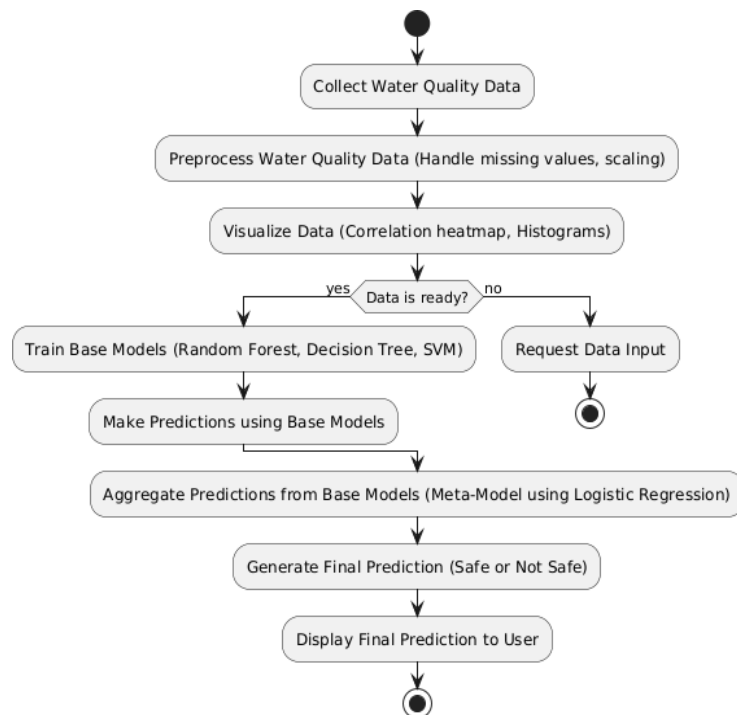 Collect Water Quality Data
Preprocess Water Quality Data (Handle missing values, scaling)
Visualize Data (Correlation heatmap, Histograms)
yes
Data is ready?
no
Train Base Models (Random Forest, Decision Tree, SVM)
Request Data Input
Make Predictions using Base Models
Aggregate Predictions from Base Models (Meta-Model using Logistic Regression)
Generate Final Prediction (Safe or Not Safe)
Display Final Prediction to User